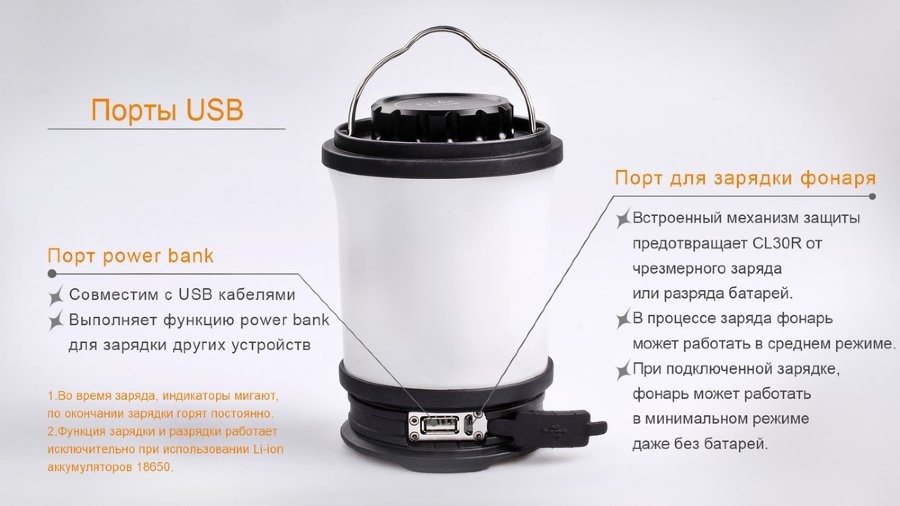 Порты USB
Порт power bank
Совместим с USB кабелями
Выполняет функцию power bank
для зарядки других устройств
1.Во время заряда, индикаторы мигают,
по окончании зарядки горят постоянно.
2.Функция зарядки и разрядки работает
исключительно при использовании Li-ion
аккумуляторов 18650.
Порт для зарядки фонаря
Встроенный механизм защиты
предотвращает CL30R от
чрезмерного заряда
или разряда батарей.
В процессе заряда фонарь
может работать в среднем режиме.
При подключенной зарядке,
фонарь может работать
в минимальном режиме
даже без батарей.